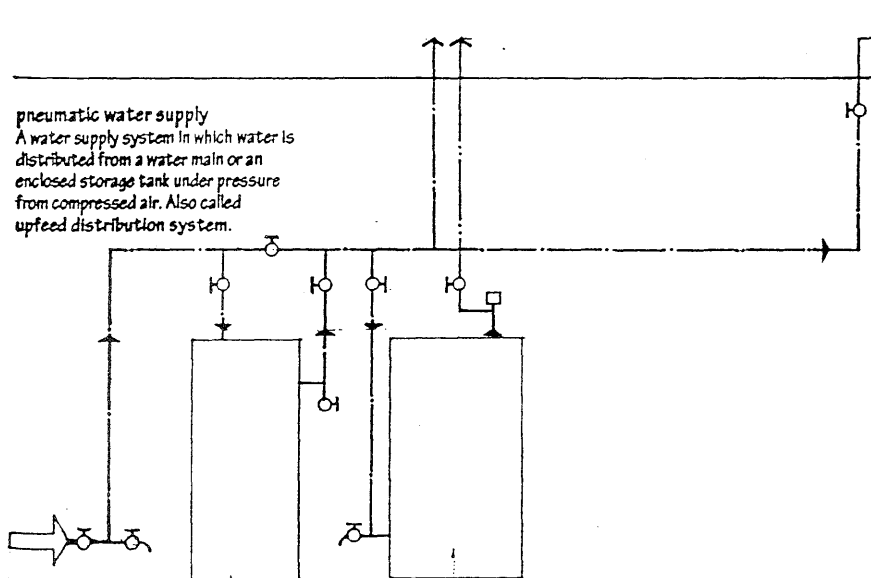 pneumatic water supply
A water supply system in which water is
distributed from a water main or an
enclosed storage tank under pressure
from compressed air. Also called
upfeed distribution system.